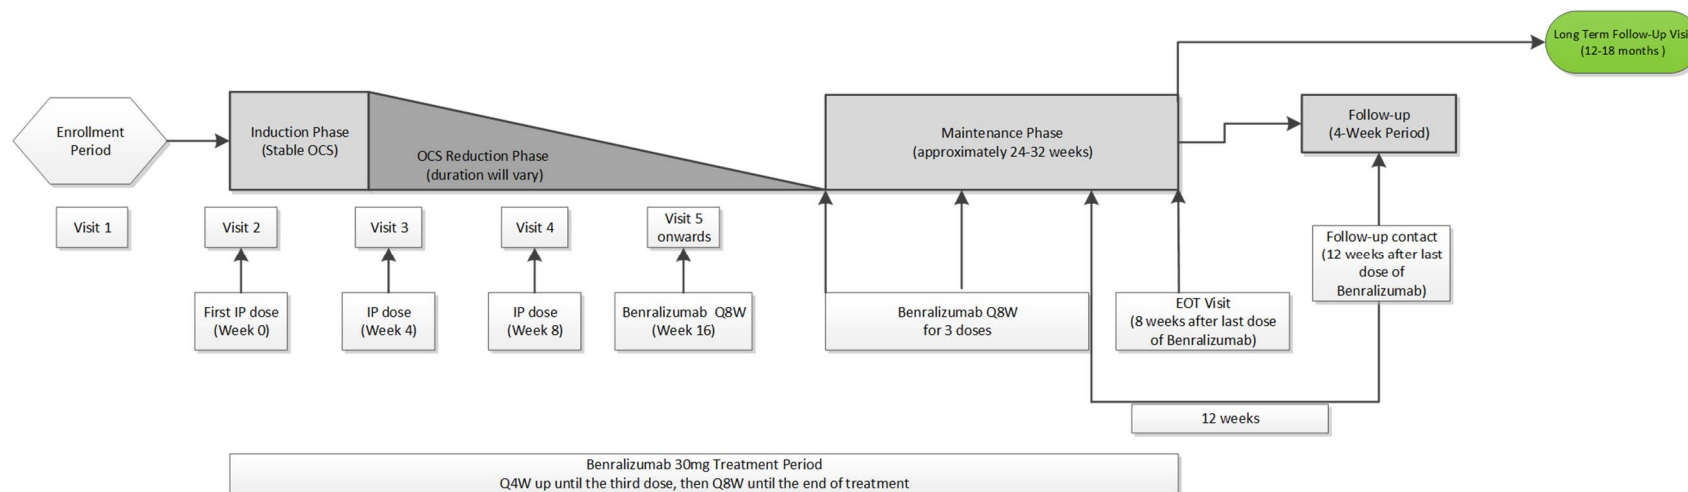 Long Term Follow-Up Visi
(12-18 months )
Enrollment
Period
Induction Phase
(Stable OCS)
OCS Reduction Phase
(duration will vary)
Maintenance Phase
(approximately 24-32 weeks)
Follow-up
(4-Week Period)
Visit 1
Visit 2
Visit 3
Visit 4
Visit 5
onwards
First IP dose
(Week 0)
IP dose
(Week 4)
IP dose
(Week 8)
Benralizumab Q8W
(Week 16)
Benralizumab Q8W
for 3 doses
EOT Visit
(8 weeks after last dose
of Benralizumab)
Follow-up contact
(12 weeks after last
dose of
Benralizumab)
12 weeks
Benralizumab 30mg Treatment Period
Q4W up until the third dose, then Q8W until the end of treatment